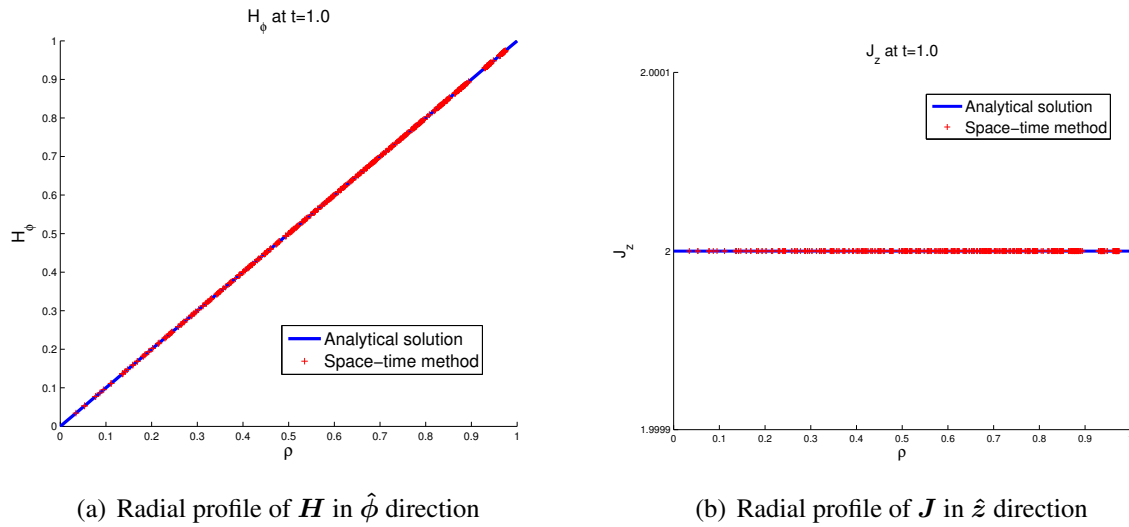 H_ϕ at t=1.0
1
0.9
0.8
0.7
0.6
0.5
0.4
0.3
0.2
0.1
0
H_ϕ
Analytical solution
Space−time method
0 0.1 0.2 0.3 0.4 0.5 0.6 0.7 0.8 0.9 1
ρ
(a) Radial profile of H in ϕ̂ direction
J_z at t=1.0
2.0001
2
1.9999
J_z
Analytical solution
Space−time method
0 0.1 0.2 0.3 0.4 0.5 0.6 0.7 0.8 0.9
ρ
(b) Radial profile of J in ẑ direction